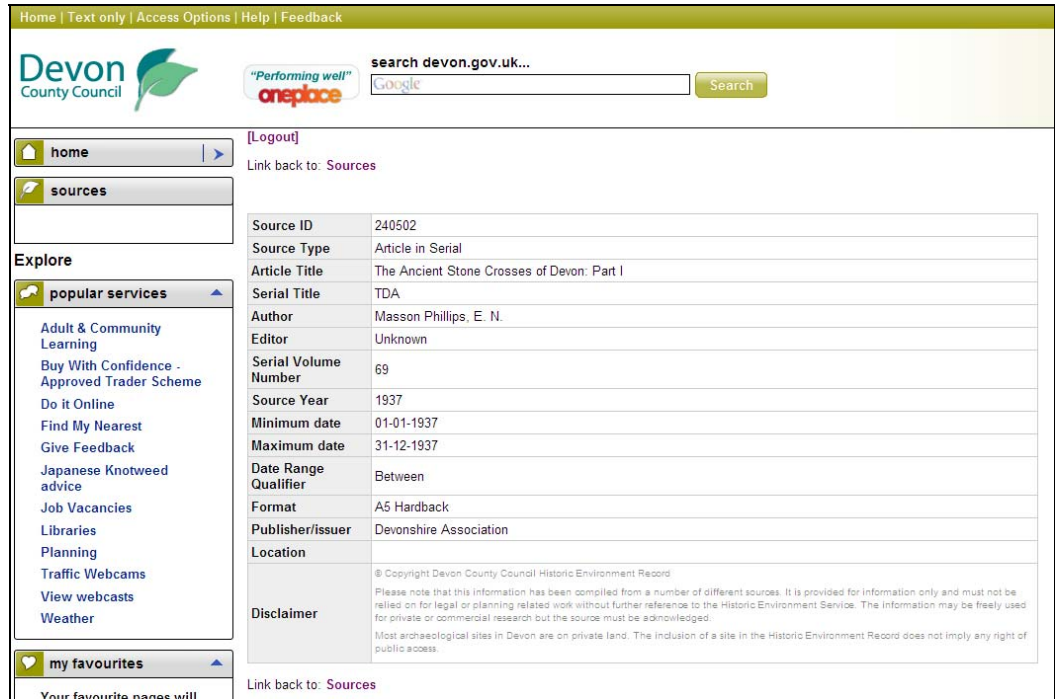 Home | Text only | Access Options | Help | Feedback
Devon
County Council
"Performing well"
oneplace
search devon.gov.uk...
Google
Search
home
sources
Explore
popular services
Adult & Community
Learning
Buy With Confidence -
Approved Trader Scheme
Do it Online
Find My Nearest
Give Feedback
Japanese Knotweed
advice
Job Vacancies
Libraries
Planning
Traffic Webcams
View webcasts
Weather
my favourites
Your favourite pages will
[Logout]
Link back to: Sources
Source ID 240502
Source Type Article in Serial
Article Title The Ancient Stone Crosses of Devon: Part I
Serial Title TDA
Author Masson Phillips, E. N.
Editor Unknown
Serial Volume
Number 69
Source Year 1937
Minimum date 01-01-1937
Maximum date 31-12-1937
Date Range
Qualifier Between
Format A5 Hardback
Publisher/issuer Devonshire Association
Location
Disclaimer
© Copyright Devon County Council Historic Environment Record
Please note that this information has been compiled from a number of different sources. It is provided for information only and must not be
relied on for legal or planning related work without further reference to the Historic Environment Service. The information may be freely used
for private or commercial research but the source must be acknowledged.
Most archaeological sites in Devon are on private land. The inclusion of a site in the Historic Environment Record does not imply any right of
public access.
Link back to: Sources